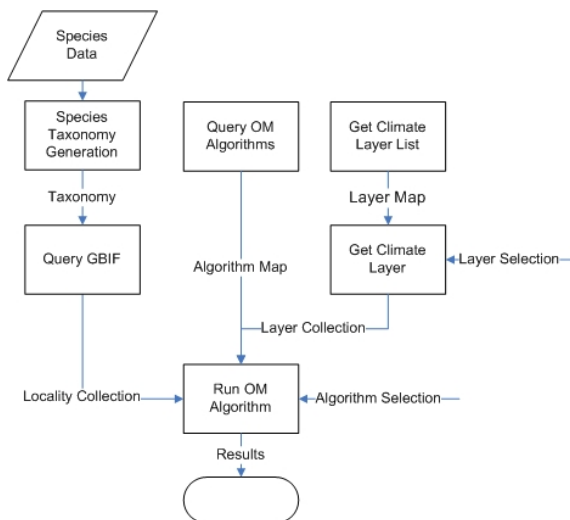 Species
Data
Species
Taxonomy
Generation
Query OM
Algorithms
Get Climate
Layer List
Taxonomy
Layer Map
Query GBIF
Algorithm Map
Get Climate
Layer
Layer Selection
Layer Collection
Locality Collection
Run OM
Algorithm
Algorithm Selection
Results